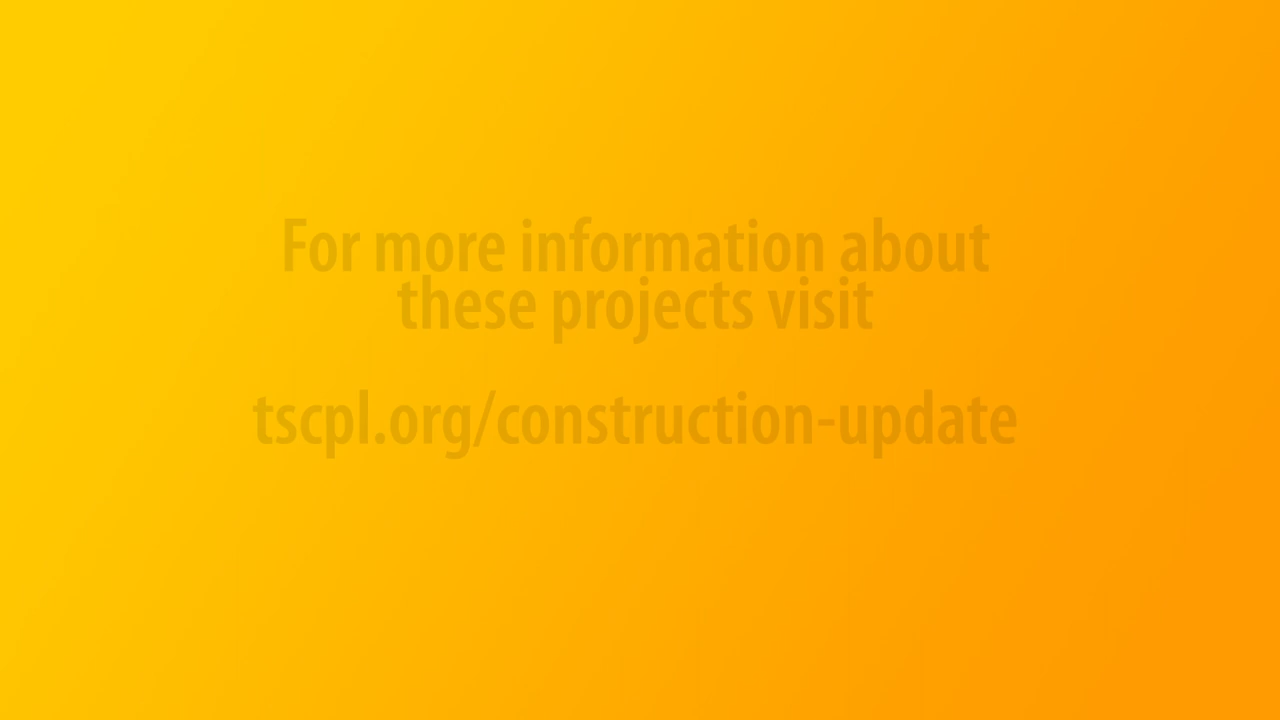 For more information about
these projects visit
tscpl.org/construction-update